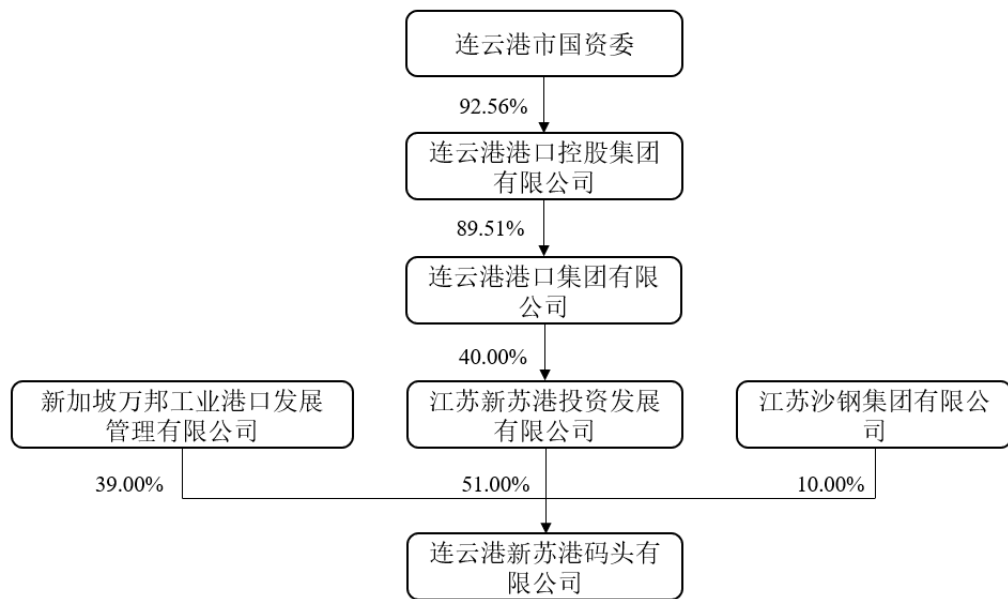 连云港市国资委
92.56%
连云港港口控股集团
有限公司
89.51%
连云港港口集团有限
公司
40.00%
新加坡万邦工业港口发展
管理有限公司
江苏新苏港投资发展
有限公司
江苏沙钢集团有限公
司
39.00%
51.00%
10.00%
连云港新苏港码头有
限公司